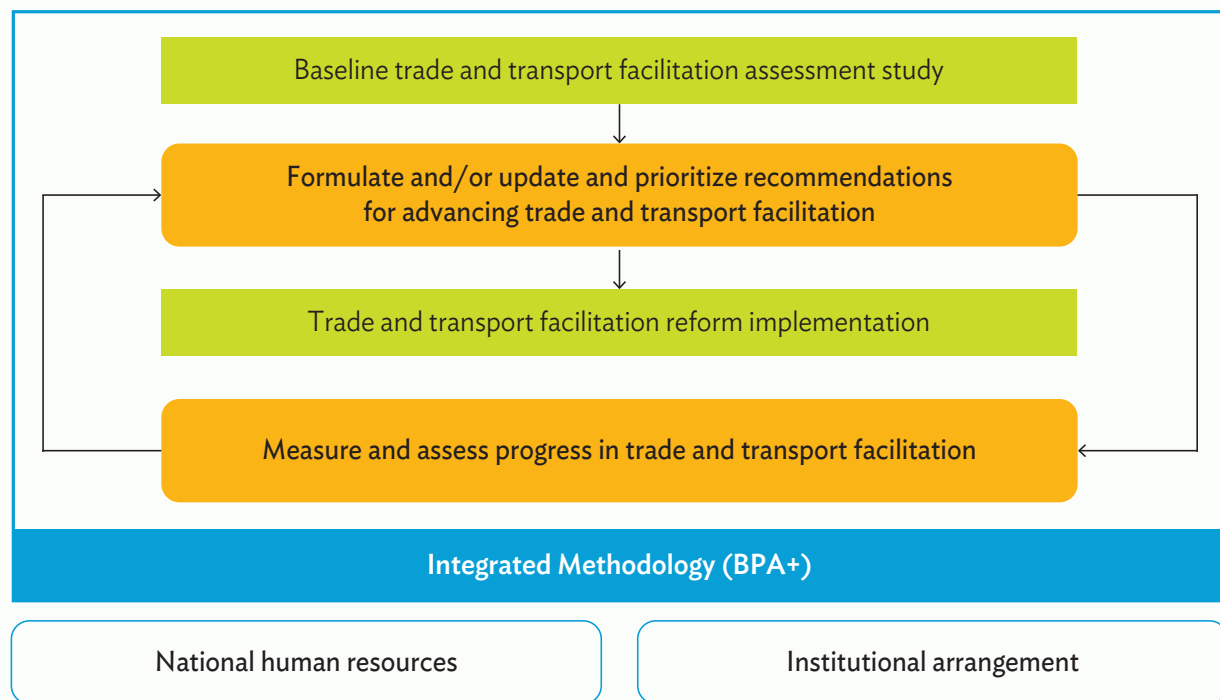 Baseline trade and transport facilitation assessment study
Formulate and/or update and prioritize recommendations
for advancing trade and transport facilitation
Trade and transport facilitation reform implementation
Measure and assess progress in trade and transport facilitation
Integrated Methodology (BPA+)
National human resources
Institutional arrangement